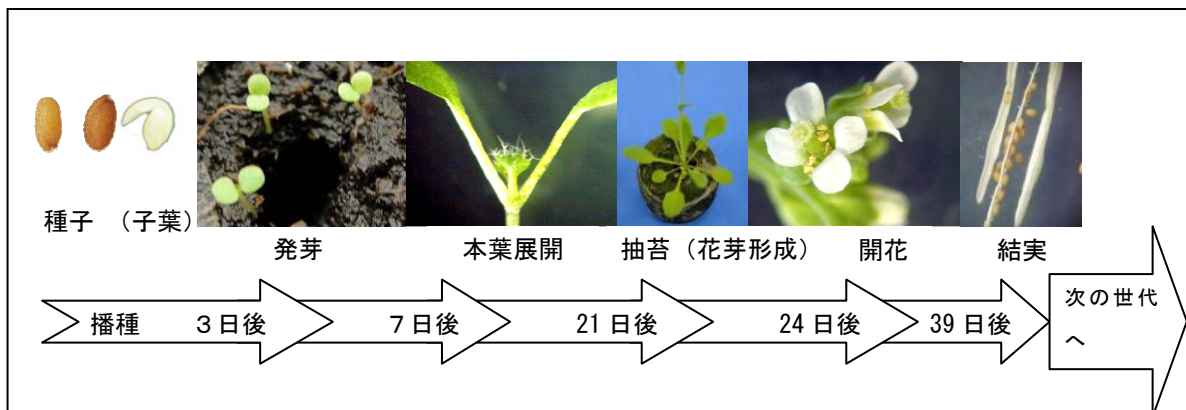 種子 (子葉)
発芽
本葉展開
抽苔(花芽形成)
開花
結実
播種 3日後 7日後 21日後 24日後 39日後
次の世代
へ